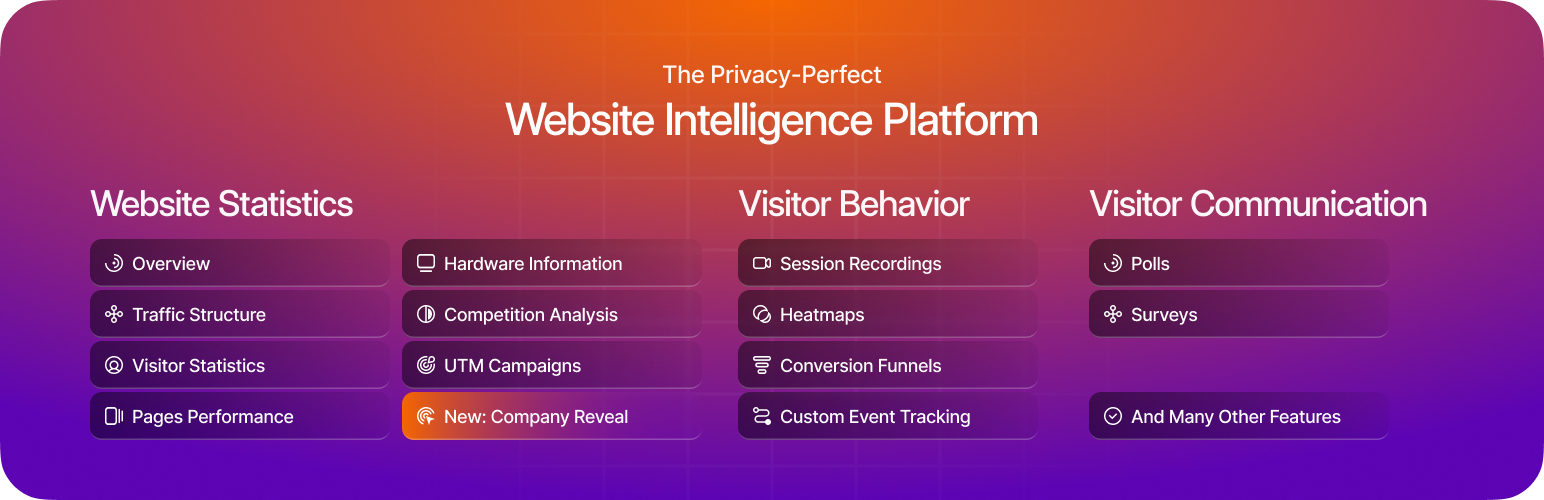 The Privacy-Perfect
Website Intelligence Platform
Website Statistics
Overview
Traffic Structure
Visitor Statistics
Pages Performance
Hardware Information
Competition Analysis
UTM Campaigns
New: Company Reveal
Visitor Behavior
Session Recordings
Heatmaps
Conversion Funnels
Custom Event Tracking
Visitor Communication
Polls
Surveys
And Many Other Features